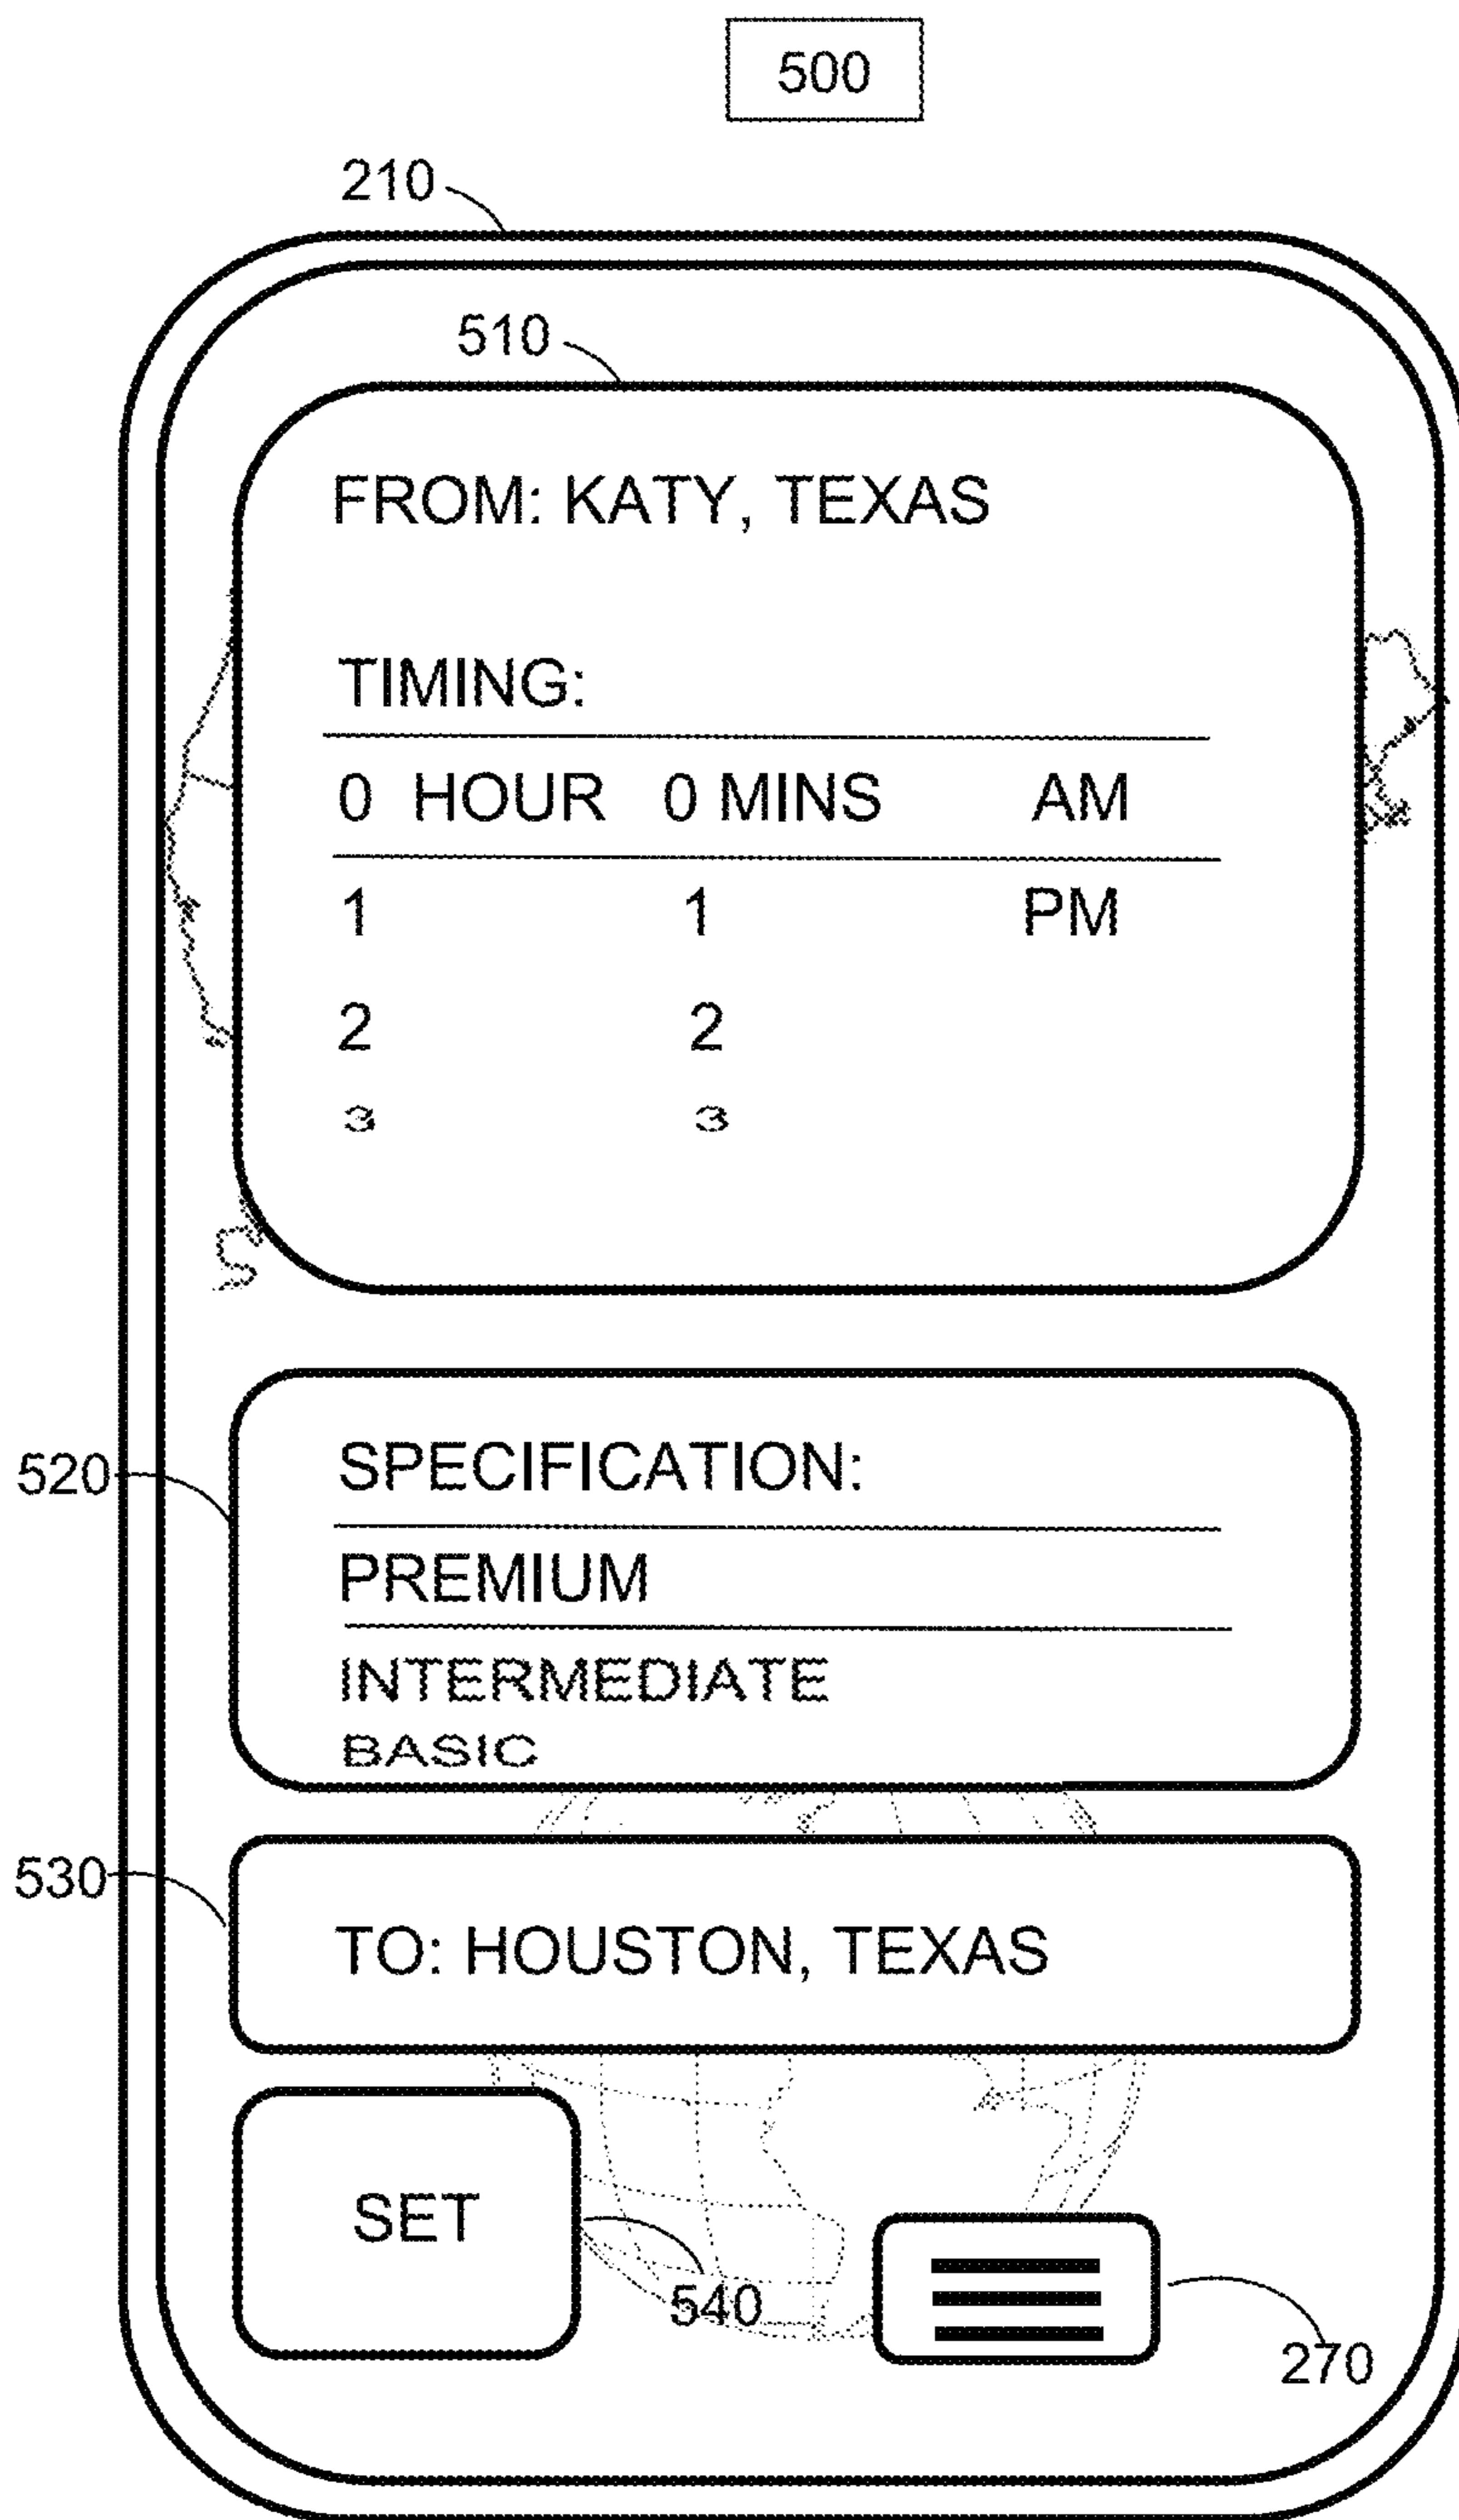 500
210
510
FROM: KATY, TEXAS
TIMING:
0 HOUR 0 MINS AM
1 1 PM
2 2
3 3
520
SPECIFICATION:
PREMIUM
INTERMEDIATE
BASIC
530
TO: HOUSTON, TEXAS
SET
540
270